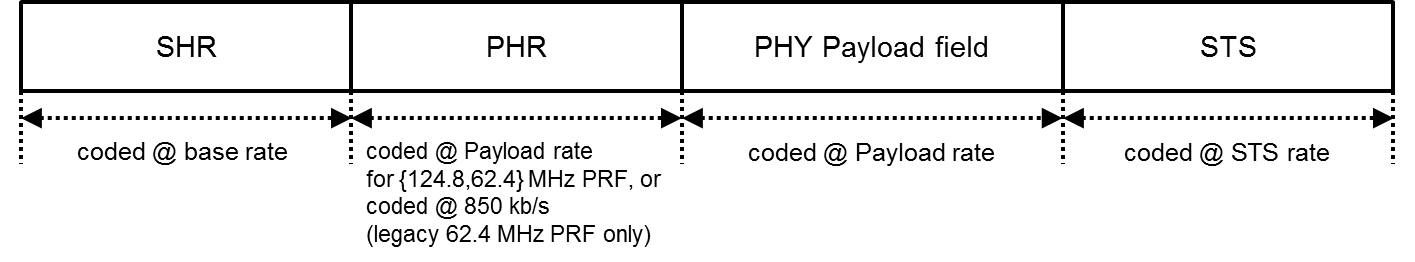 SHR PHR PHY Payload field STS
coded @ base rate
coded @ Payload rate
for {124.8,62.4} MHz PRF, or
coded @ 850 kb/s
(legacy 62.4 MHz PRF only)
coded @ Payload rate
coded @ STS rate